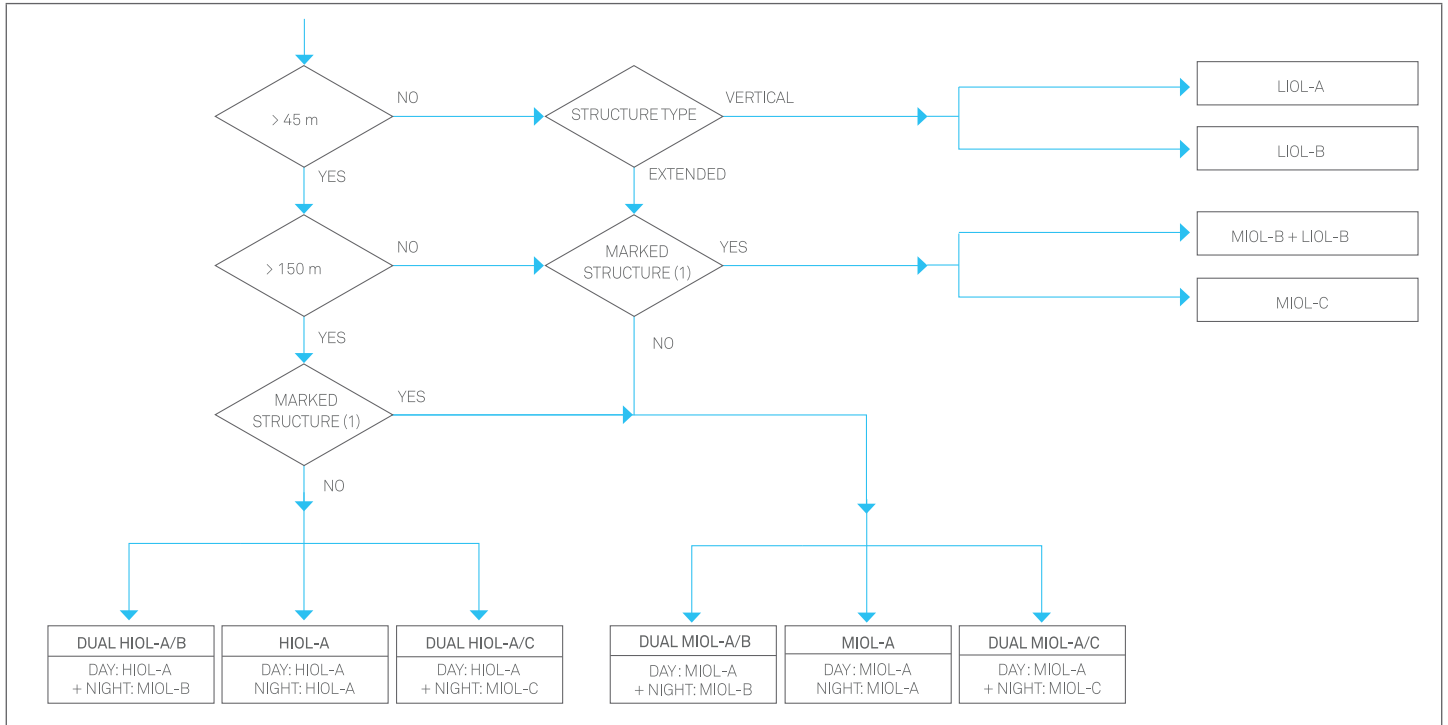 > 45 m
NO
STRUCTURE TYPE
VERTICAL
LIOL-A
LIOL-B
YES
EXTENDED
> 150 m
NO
MARKED
STRUCTURE (1)
YES
MIOL-B + LIOL-B
MIOL-C
YES
NO
MARKED
STRUCTURE (1)
YES
NO
DUAL HIOL-A/B
DAY: HIOL-A
+ NIGHT: MIOL-B
HIOL-A
DAY: HIOL-A
NIGHT: HIOL-A
DUAL HIOL-A/C
DAY: HIOL-A
+ NIGHT: MIOL-C
DUAL MIOL-A/B
DAY: MIOL-A
+ NIGHT: MIOL-B
MIOL-A
DAY: MIOL-A
NIGHT: MIOL-A
DUAL MIOL-A/C
DAY: MIOL-A
+ NIGHT: MIOL-C